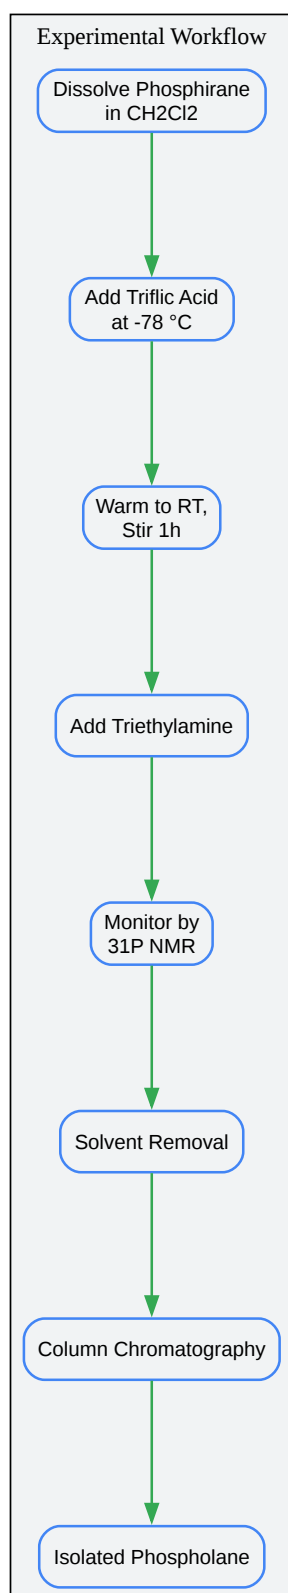 Experimental Workflow
Dissolve Phosphirane
in CH2Cl2
Add Triflic Acid
at -78 °C
Warm to RT,
Stir 1h
Add Triethylamine
Monitor by
31P NMR
Solvent Removal
Column Chromatography
Isolated Phospholane